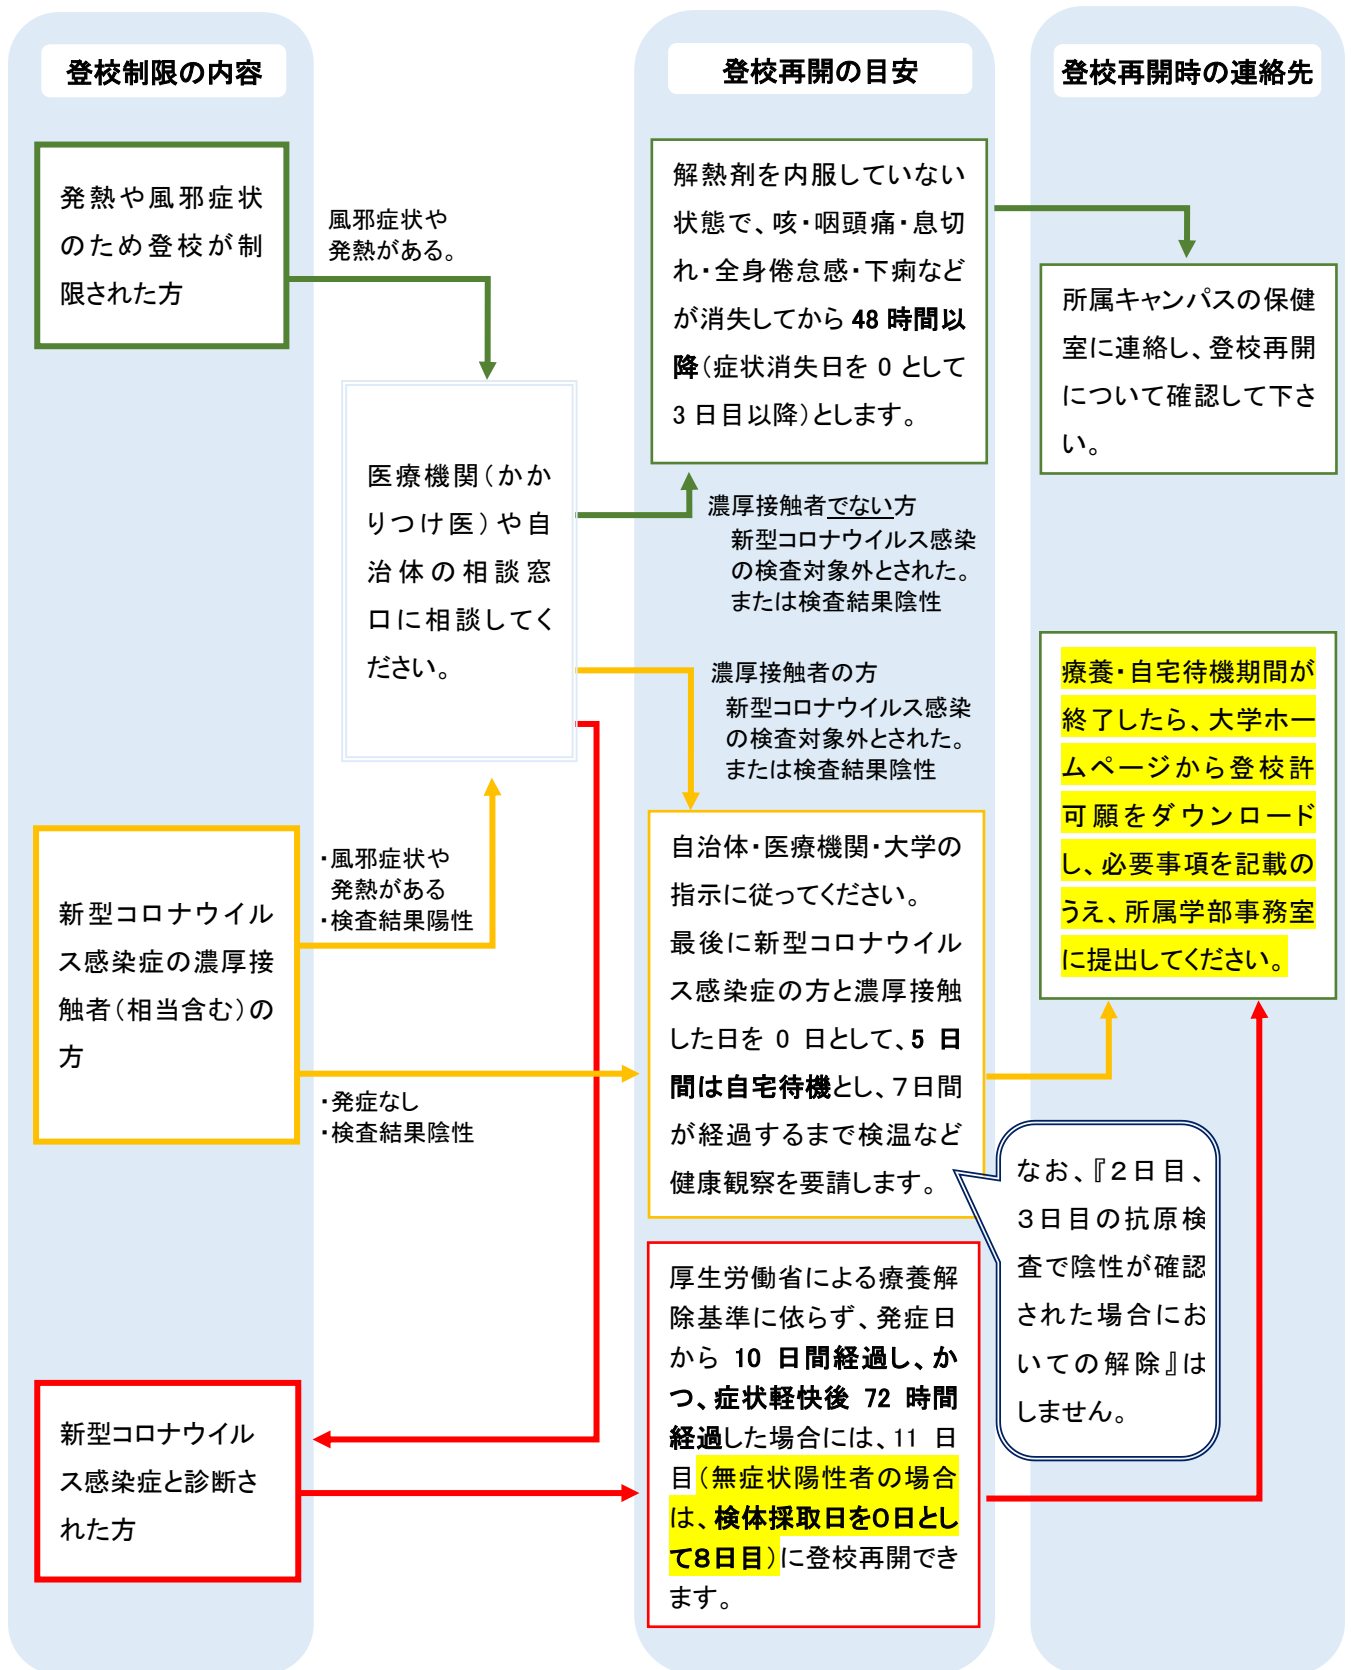 登校制限の内容
登校再開の目安
登校再開時の連絡先
発熱や風邪症状
のため登校が制
限された方
風邪症状や
発熱がある。
解熱剤を内服していない
状態で、咳・咽頭痛・息切
れ・全身倦怠感・下痢など
が消失してから 48 時間以
降（症状消失日を 0 として
3 日目以降）とします。
所属キャンパスの保健
室に連絡し、登校再開
について確認して下さ
い。
医療機関（かか
りつけ医）や自
治体の相談窓
口に相談してく
ださい。
濃厚接触者でない方
新型コロナウイルス感染
の検査対象外とされた。
または検査結果陰性
濃厚接触者の方
新型コロナウイルス感染
の検査対象外とされた。
または検査結果陰性
療養・自宅待機期間が
終了したら、大学ホー
ムページから登校許
可願をダウンロード
し、必要事項を記載の
うえ、所属学部事務室
に提出してください。
新型コロナウイル
ス感染症の濃厚接
触者（相当含む）の
方
・風邪症状や
発熱がある
・検査結果陽性
・発症なし
・検査結果陰性
自治体・医療機関・大学の
指示に従ってください。
最後に新型コロナウイル
ス感染症の方と濃厚接触
した日を 0 日として、5 日
間は自宅待機とし、7日間
が経過するまで検温など
健康観察を要請します。
なお、『2日目、
3日目の抗原検
査で陰性が確認
された場合にお
いての解除』は
しません。
新型コロナウイル
ス感染症と診断さ
れた方
厚生労働省による療養解
除基準に依らず、発症日
から 10 日間経過し、か
つ、症状軽快後 72 時間
経過した場合には、11 日
目（無症状陽性者の場合
は、検体採取日を0日とし
て8日目）に登校再開でき
ます。